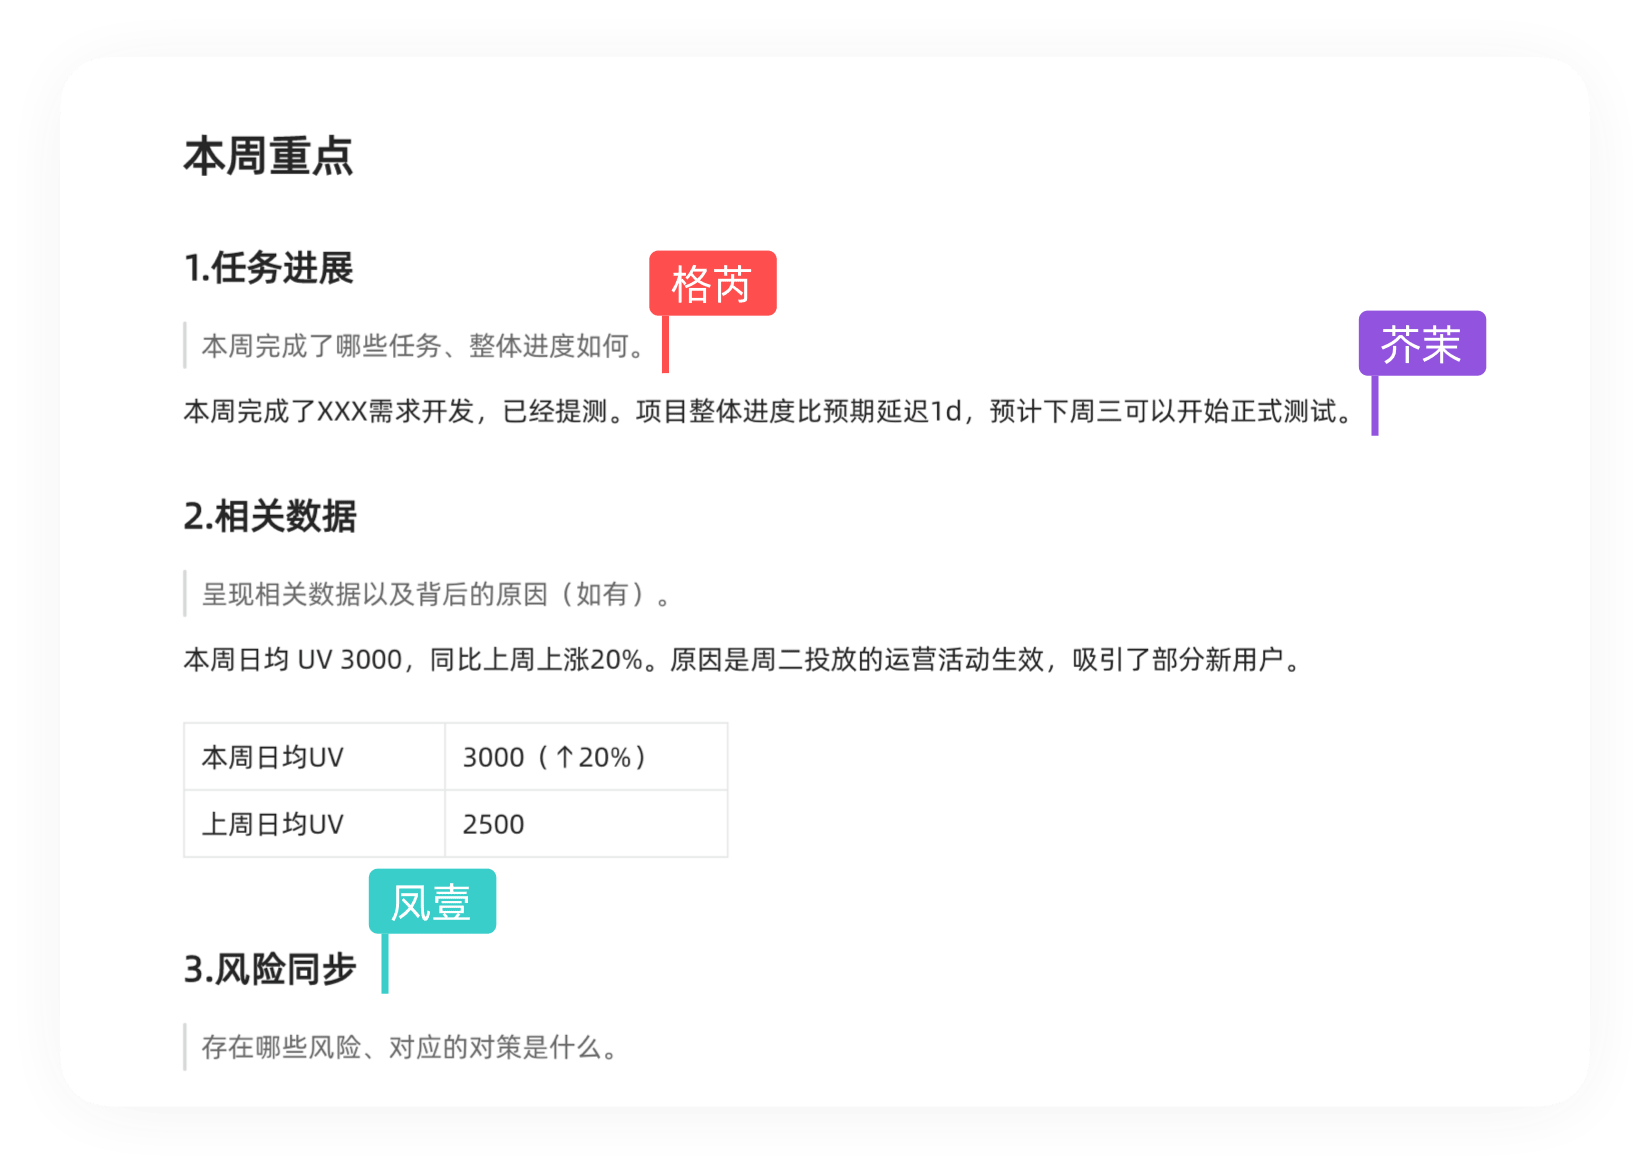 本周重点
1.任务进展
格芮
本周完成了哪些任务、整体进度如何。
芥茉
本周完成了XXX需求开发，已经提测。项目整体进度比预期延迟1d，预计下周三可以开始正式测试。
2.相关数据
呈现相关数据以及背后的原因（如有）。
本周日均 UV 3000，同比上周上涨20%。原因是周二投放的运营活动生效，吸引了部分新用户。
本周日均UV 3000（↑20%）
上周日均UV 2500
凤壹
3.风险同步
存在哪些风险、对应的对策是什么。